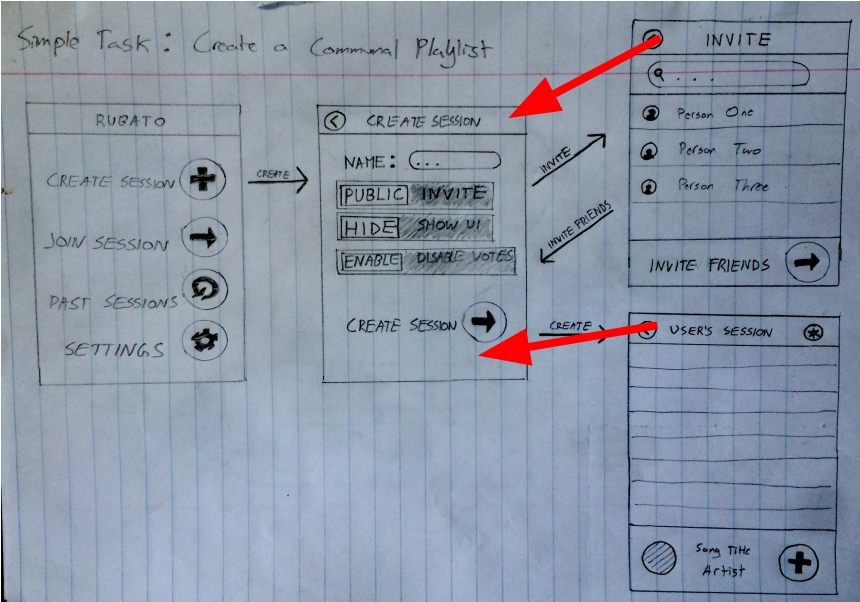 Simple Task: Create a Communal Playlist
RUBATO
CREATE SESSION
JOIN SESSION
PAST SESSIONS
SETTINGS
CREATE
CREATE SESSION
NAME: ...
PUBLIC INVITE
HIDE SHOW UI
ENABLE DISABLE VOTES
CREATE SESSION
INVITE
INVITE FRIENDS
CREATE
INVITE
...
Person One
Person Two
Person Three
INVITE FRIENDS
USER'S SESSION
Song Title
Artist